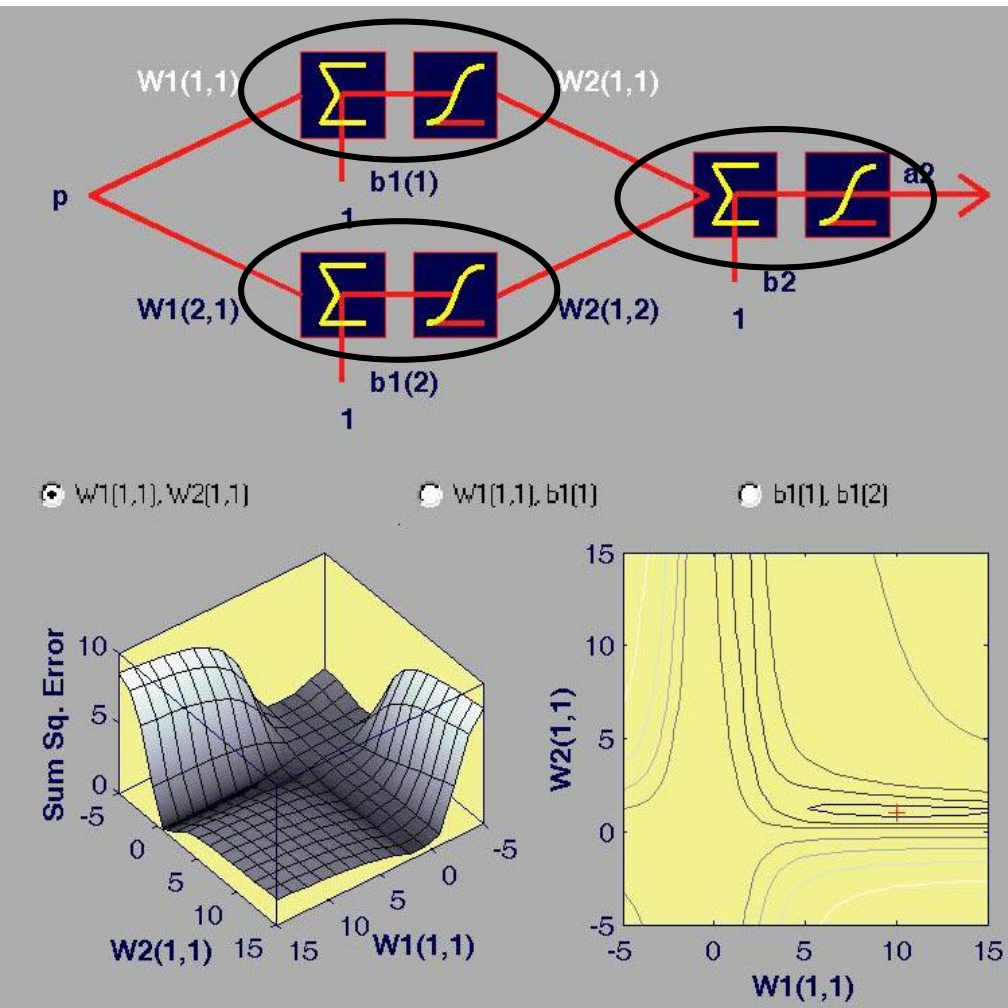 W1(1,1)
W2(1,1)
p
b1(1)
1
a2
W1(2,1)
W2(1,2)
b2
1
b1(2)
1
W1(1,1), W2(1,1)
W1(1,1), b1(1)
b1(1), b1(2)
Sum Sq. Error
10
5
0
-5
0
5
10
15
W2(1,1)
15
10
5
0
-5
W1(1,1)
15
10
5
0
-5
W2(1,1)
-5
0
5
10
15
W1(1,1)